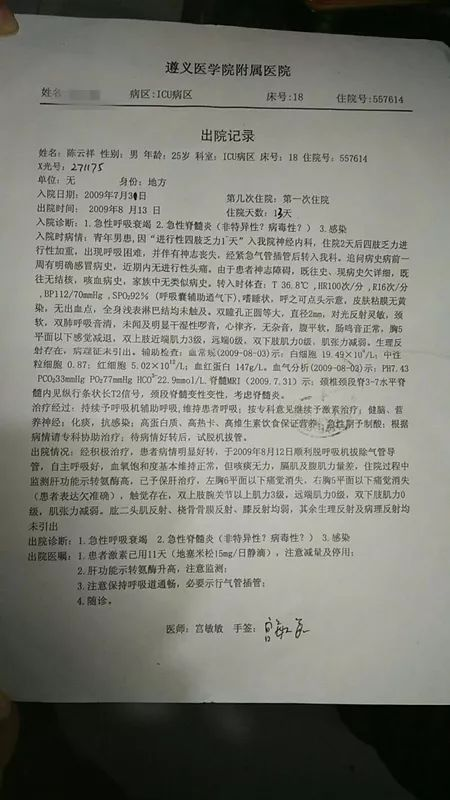 遵义医学院附属医院
姓名: 病区:ICU病区 床号:18 住院号:557614
出院记录
姓名:陈云祥 性别:男 年龄:25岁 科室:ICU病区 床号:18 住院号:557614
X光号:271175
单位:无 身份:地方
入院日期:2009年7月31日 第几次住院:第一次住院
出院时间: 2009年8月13日 住院天数:13天
入院诊断:1.急性呼吸衰竭 2.急性脊髓炎(非特异性?病毒性?) 3.感染
入院时病情:青年男患,因"进行性四肢乏力1天"入我院神经内科,住院2天后四肢乏力进
行性加重,出现呼吸困难,并伴有神志丧失,经紧急气管插管后转入我科。追问病史病前一
周有明确感冒病史,近期内无进行性头痛。由于患者神志障碍,既往史、现病史欠详细,既
往无结核,咳血病史,家族中无类似病史。转入时查体:T 36.8℃,HR100次/分,R16次/分
,BP112/70mmHg,SPO₂92%(呼吸囊辅助通气下),嗜睡状,呼之可点头示意,皮肤粘膜无黄
染,无出血点,全身浅表淋巴结均未触及。双瞳孔正圆等大,直径2mm,对光反射灵敏,颈
软,双肺呼吸音清,未闻及明显干湿性啰音,心律齐,无杂音,腹平软,肠鸣音正常,胸5
平面以下感觉减退,双上肢近端肌力3级,远端0级,双下肢肌力0级,肌张力减弱。生理反
射存在,病理征未引出。辅助检查:血常规(2009-08-03)示:白细胞 19.49*10⁹/L;中性
粒细胞 0.87;红细胞 5.02*10¹²/L;血红蛋白 147g/L。血气分析(2009-08-03)示:PH7.43
PCO₂33mmHg PO₂77mmHg HCO³⁻22.9mmol/L.脊髓MRI(2009.7.31)示:颈椎颈段脊3-7水平脊
髓内见纵行条状长T2信号,颈段脊髓变性变性,考虑脊髓炎。
治疗经过:持续予呼吸机辅助呼吸,维持患者呼吸;按专科意见继续予激素治疗;健脑、营
养神经;化痰,抗感染;高蛋白质、高热卡、高维生素饮食保证营养;急性期予制酸;根据
病情请专科协助治疗;待病情好转后,试脱机拔管。
出院情况:经积极治疗,患者病情明显好转,于2009年8月12日顺利脱呼吸机拔除气管导
管,自主呼吸好,血氧饱和度基本维持正常,但咳痰无力,膈肌及腹肌力量差,住院过程中
监测肝功能示转氨酶高,已予保肝治疗,左胸6平面以下痛觉消失,右胸5平面以下痛觉消失
(患者表达欠准确),触觉存在,双上肢腕关节以上肌力3级,远端肌力0级,双下肢肌力0
级,肌张力减弱。肱二头肌反射、桡骨骨膜反射、膝反射均弱,其余生理反射及病理反射均
未引出
出院诊断:1.急性呼吸衰竭 2.急性脊髓炎(非特异性?病毒性?) 3.感染
出院医嘱:1.患者激素已用11天(地塞米松15mg/日静滴),注意减量及停用;
2.肝功能示转氨酶升高,注意监测;
3.注意保持呼吸道通畅,必要示行气管插管;
4.随诊。
医师:宫敏敏 手签:宫敏敏